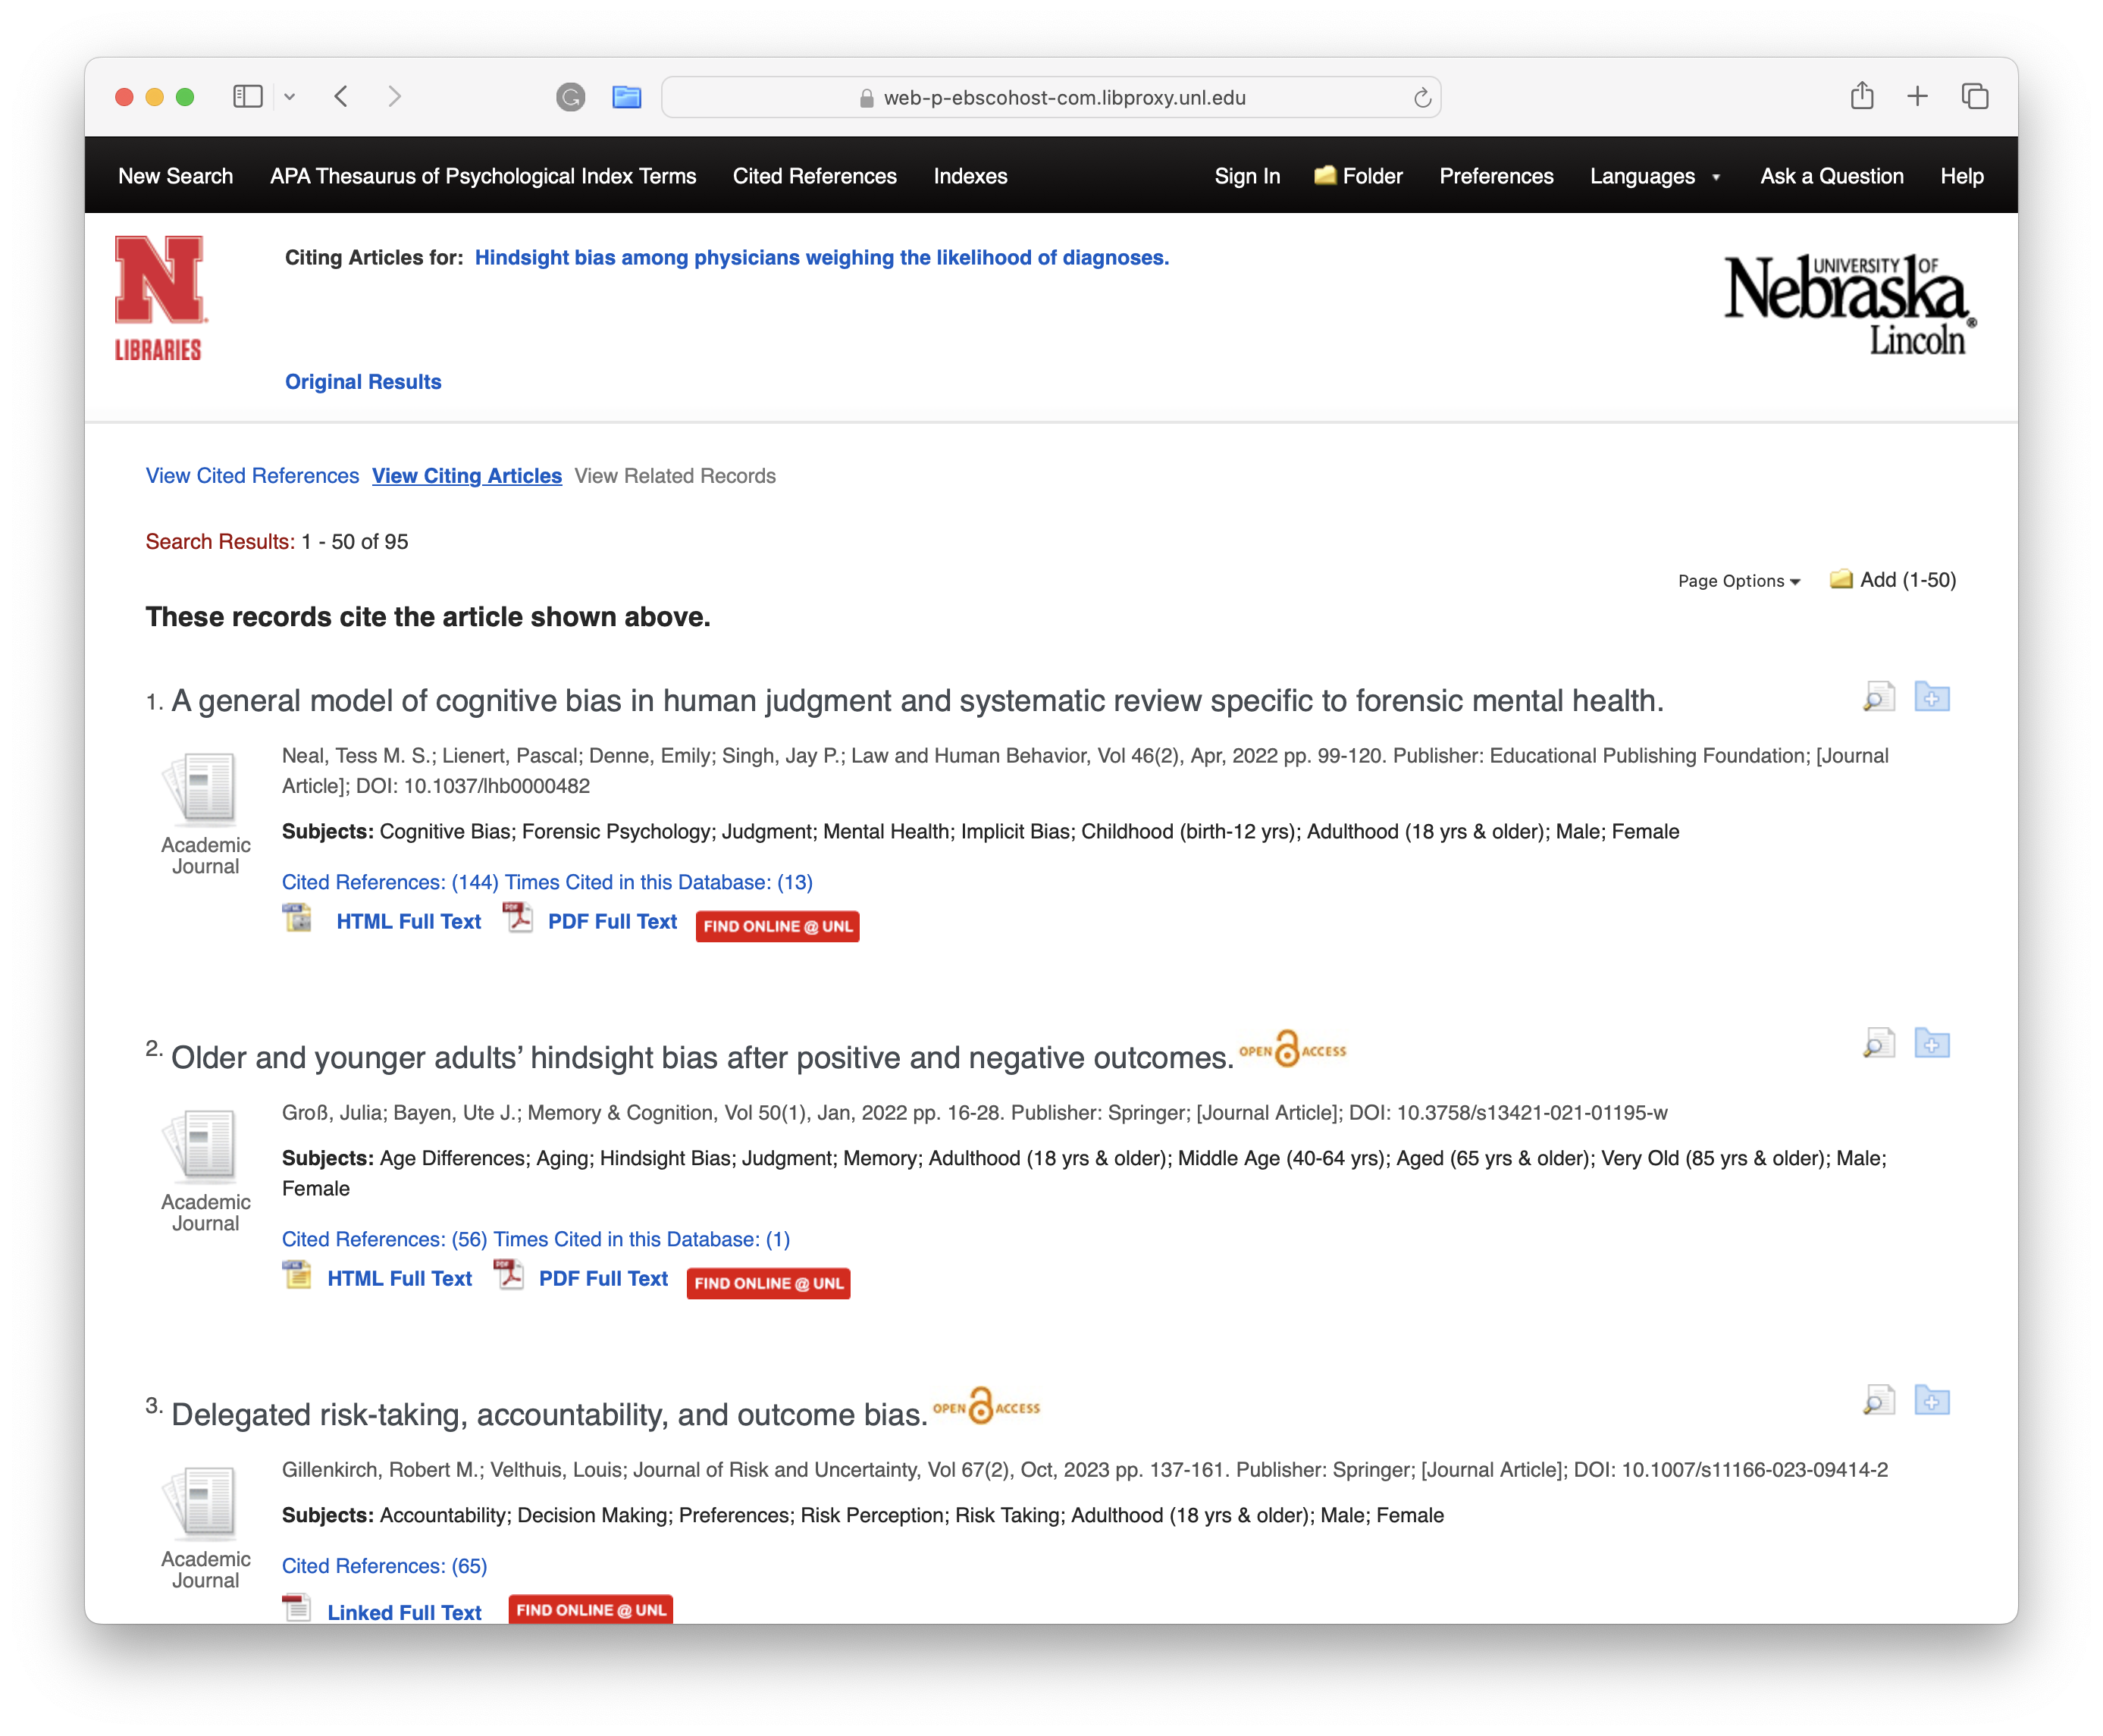 web-p-ebscohost-com.libproxy.unl.edu
New Search APA Thesaurus of Psychological Index Terms Cited References Indexes Sign In Folder Preferences Languages Ask a Question Help
N
LIBRARIES
Citing Articles for: Hindsight bias among physicians weighing the likelihood of diagnoses.
UNIVERSITY OF
Nebraska®
Lincoln
Original Results
View Cited References View Citing Articles View Related Records
Search Results: 1 - 50 of 95
Page Options Add (1-50)
These records cite the article shown above.
1. A general model of cognitive bias in human judgment and systematic review specific to forensic mental health.
Academic
Journal
Neal, Tess M. S.; Lienert, Pascal; Denne, Emily; Singh, Jay P.; Law and Human Behavior, Vol 46(2), Apr, 2022 pp. 99-120. Publisher: Educational Publishing Foundation; [Journal
Article]; DOI: 10.1037/lhb0000482
Subjects: Cognitive Bias; Forensic Psychology; Judgment; Mental Health; Implicit Bias; Childhood (birth-12 yrs); Adulthood (18 yrs & older); Male; Female
Cited References: (144) Times Cited in this Database: (13)
HTML Full Text PDF PDF Full Text FIND ONLINE @ UNL
2. Older and younger adults’ hindsight bias after positive and negative outcomes. OPEN ACCESS
Academic
Journal
Groß, Julia; Bayen, Ute J.; Memory & Cognition, Vol 50(1), Jan, 2022 pp. 16-28. Publisher: Springer; [Journal Article]; DOI: 10.3758/s13421-021-01195-w
Subjects: Age Differences; Aging; Hindsight Bias; Judgment; Memory; Adulthood (18 yrs & older); Middle Age (40-64 yrs); Aged (65 yrs & older); Very Old (85 yrs & older); Male;
Female
Cited References: (56) Times Cited in this Database: (1)
HTML Full Text PDF PDF Full Text FIND ONLINE @ UNL
3. Delegated risk-taking, accountability, and outcome bias. OPEN ACCESS
Academic
Journal
Gillenkirch, Robert M.; Velthuis, Louis; Journal of Risk and Uncertainty, Vol 67(2), Oct, 2023 pp. 137-161. Publisher: Springer; [Journal Article]; DOI: 10.1007/s11166-023-09414-2
Subjects: Accountability; Decision Making; Preferences; Risk Perception; Risk Taking; Adulthood (18 yrs & older); Male; Female
Cited References: (65)
Linked Full Text FIND ONLINE @ UNL